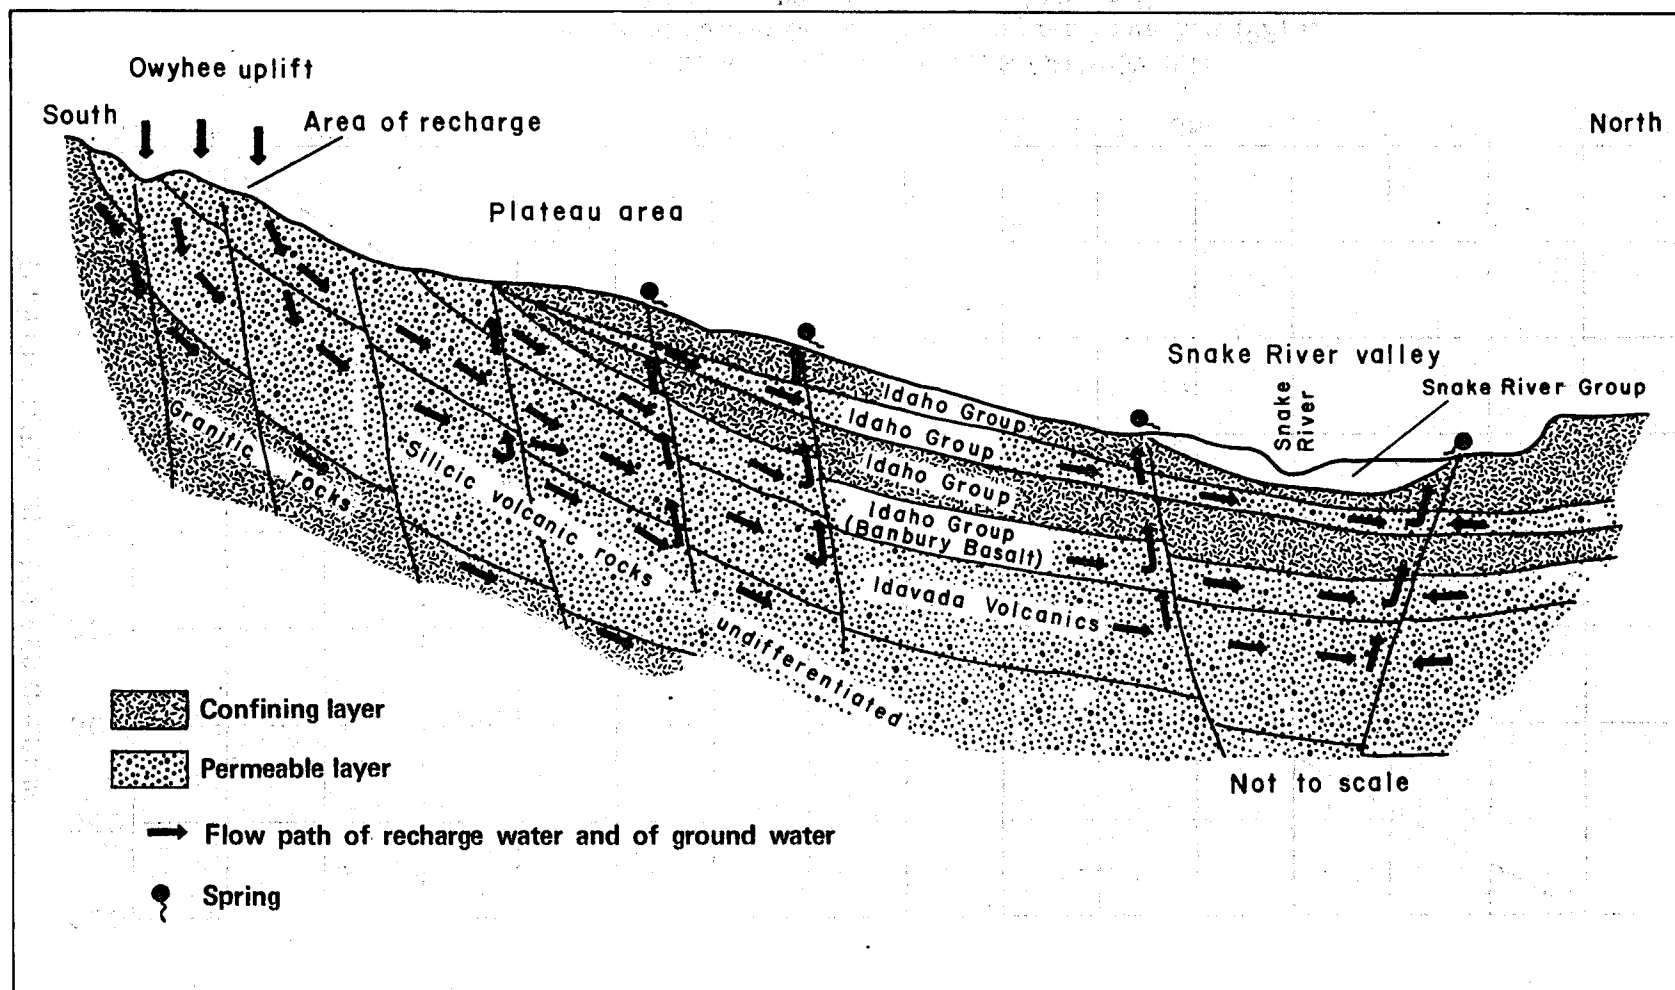 Owyhee uplift
South
Area of recharge
North
Plateau area
Snake River valley
Snake River Group
Snake
River
Idaho Group
Idaho Group
Idaho Group
Idaho Group
(Banbury Basalt)
Idavada Volcanics
Granitic
rocks
Silicic volcanic rocks
undifferentiated
Confining layer
Permeable layer
Not to scale
Flow path of recharge water and of ground water
Spring